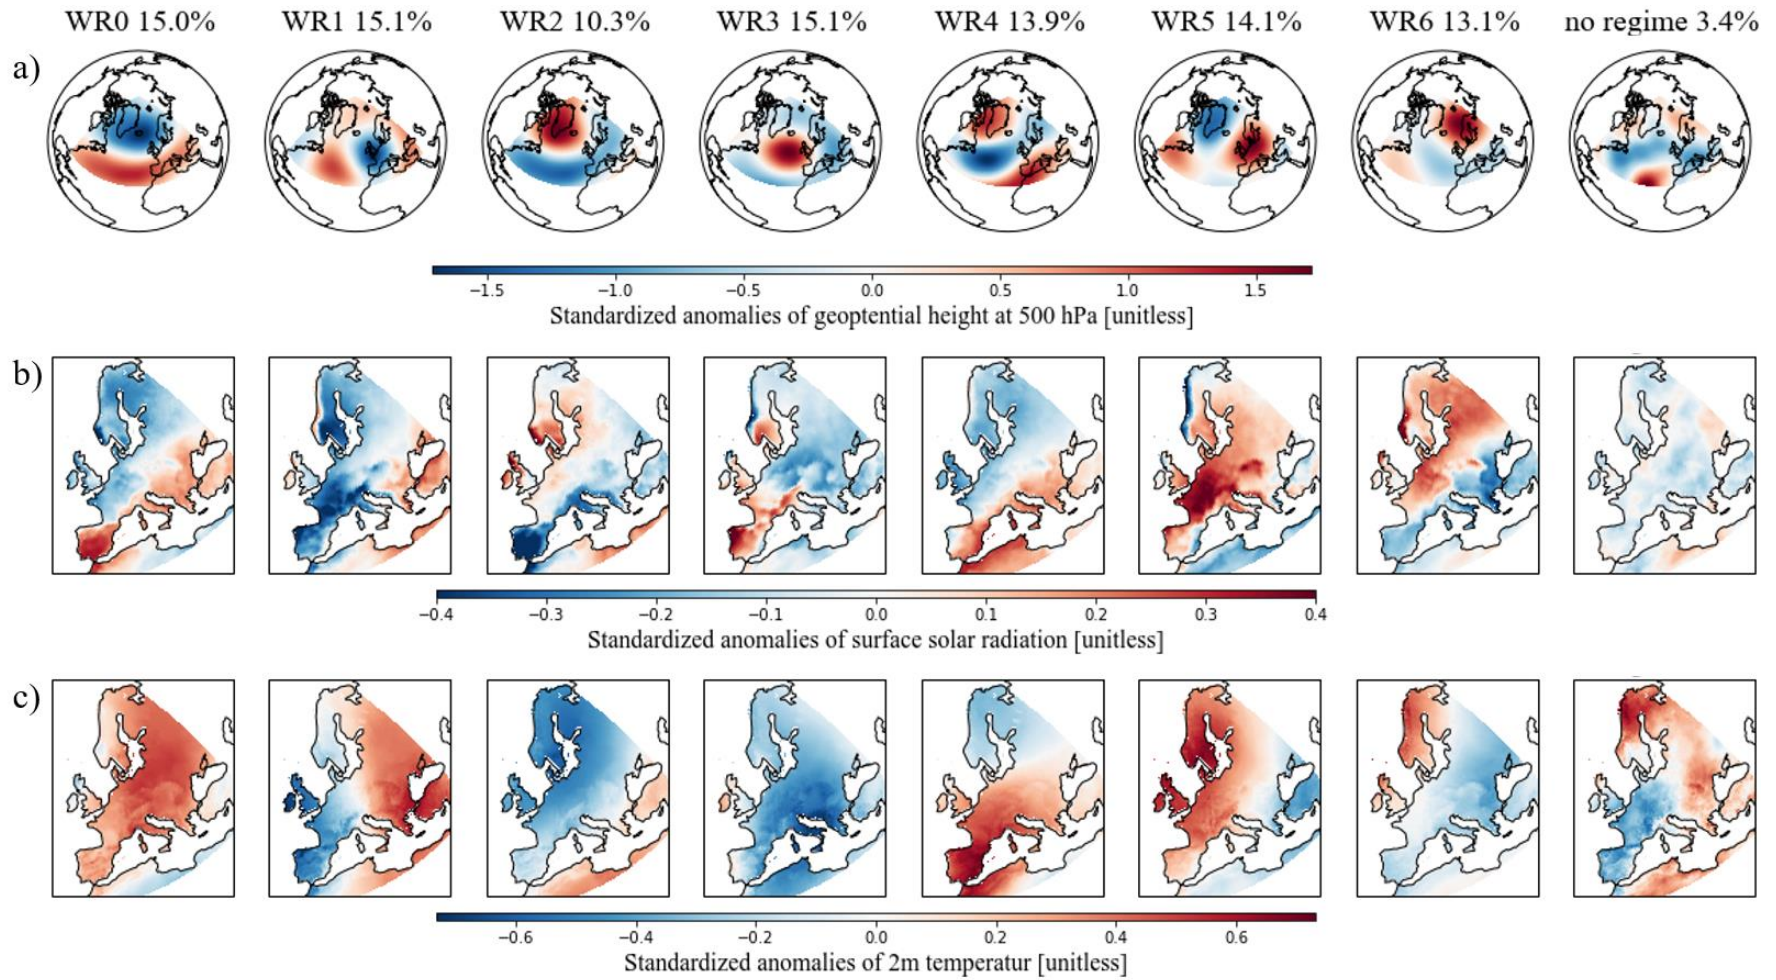 WR0 15.0% WR1 15.1% WR2 10.3% WR3 15.1% WR4 13.9% WR5 14.1% WR6 13.1% no regime 3.4%
a)
−1.5 −1.0 −0.5 0.0 0.5 1.0 1.5
Standardized anomalies of geoptential height at 500 hPa [unitless]
b)
−0.4 −0.3 −0.2 −0.1 0.0 0.1 0.2 0.3 0.4
Standardized anomalies of surface solar radiation [unitless]
c)
−0.6 −0.4 −0.2 0.0 0.2 0.4 0.6
Standardized anomalies of 2m temperatur [unitless]